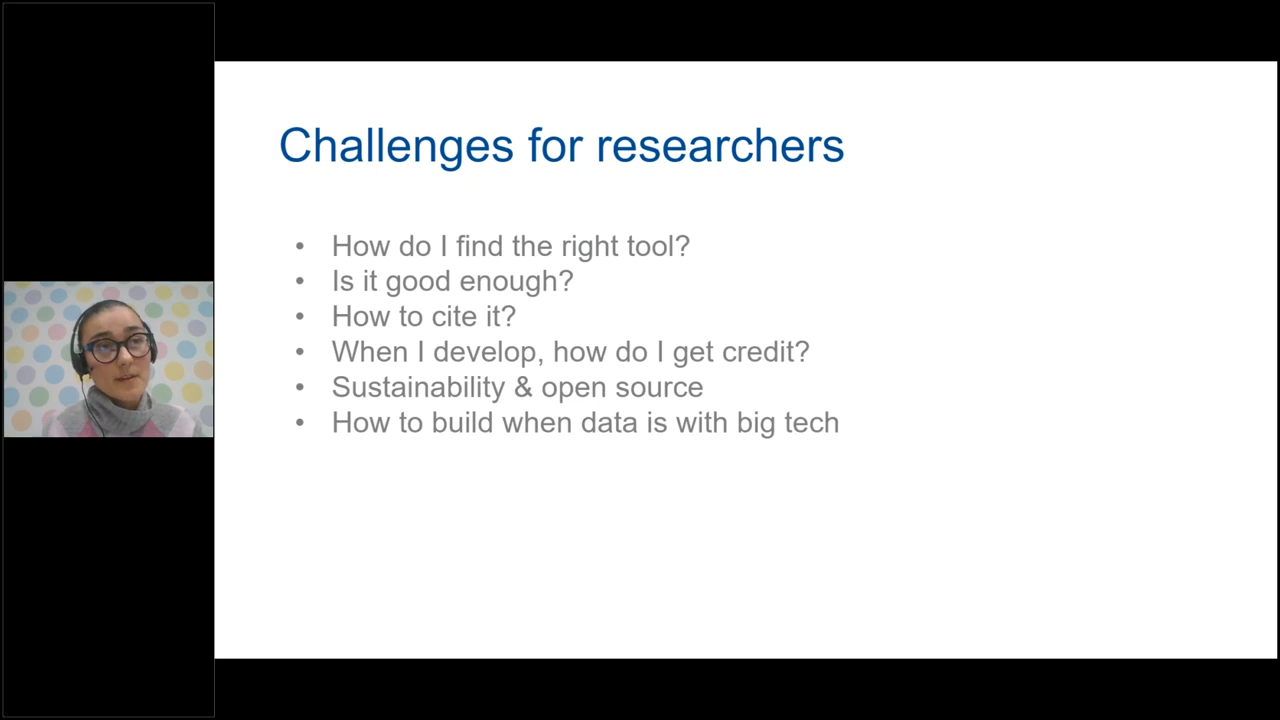 Challenges for researchers
• How do I find the right tool?
• Is it good enough?
• How to cite it?
• When I develop, how do I get credit?
• Sustainability & open source
• How to build when data is with big tech